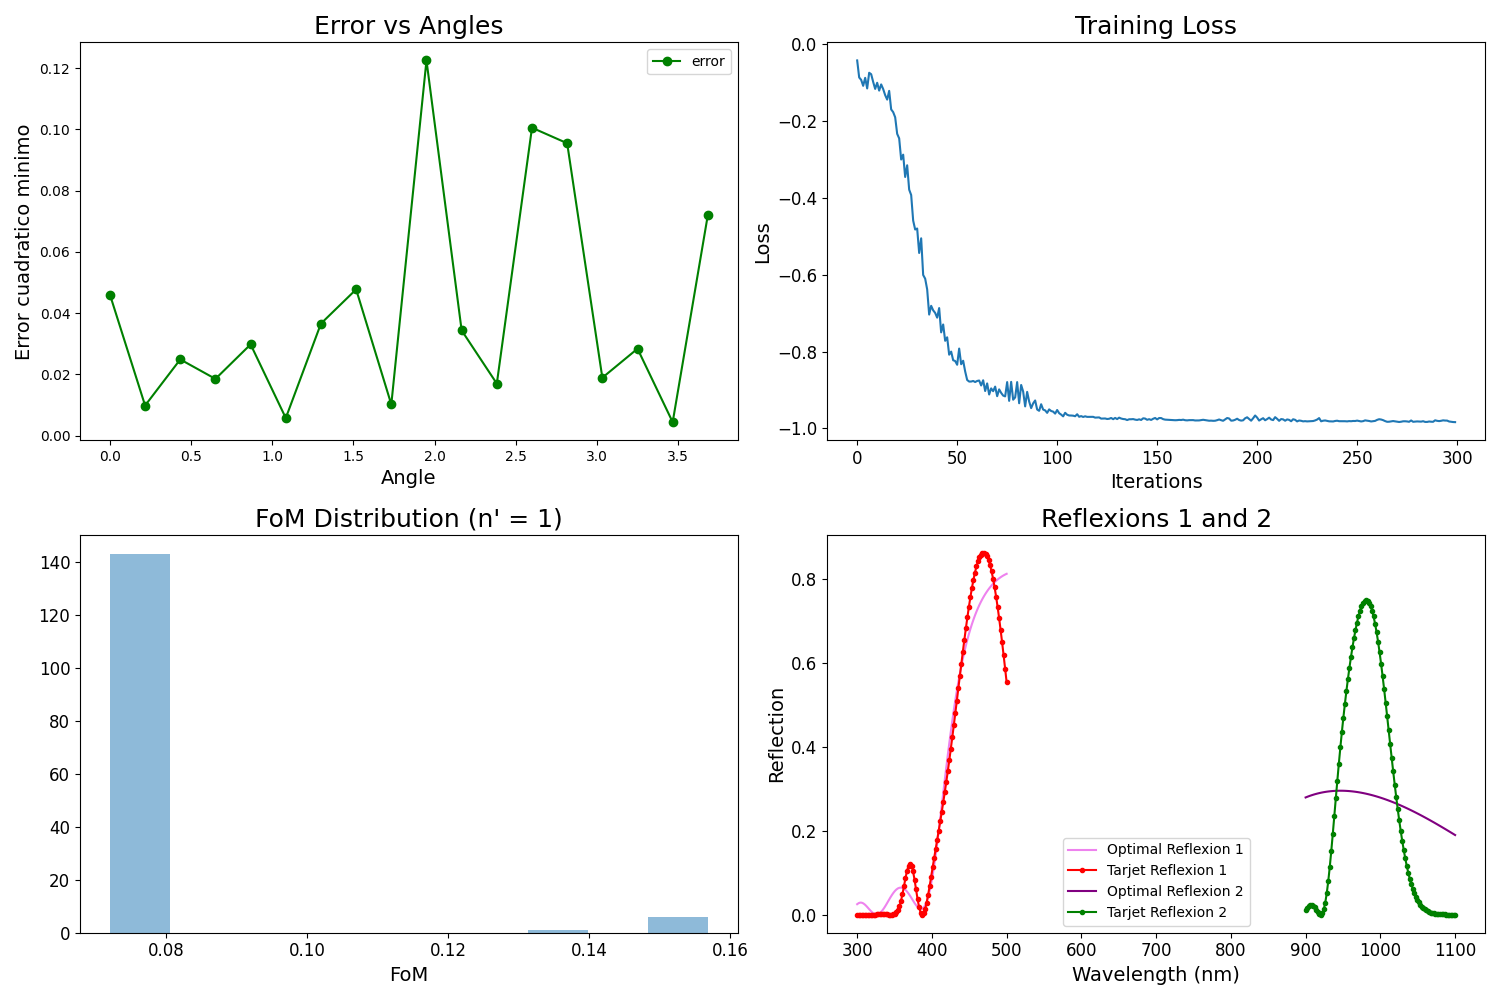 Error vs Angles
Error cuadratico minimo
0.12
0.10
0.08
0.06
0.04
0.02
0.00
error
0.0 0.5 1.0 1.5 2.0 2.5 3.0 3.5
Angle
Training Loss
Loss
0.0
−0.2
−0.4
−0.6
−0.8
−1.0
0 50 100 150 200 250 300
Iterations
FoM Distribution (n' = 1)
140
120
100
80
60
40
20
0
0.08 0.10 0.12 0.14 0.16
FoM
Reflexions 1 and 2
Reflection
0.8
0.6
0.4
0.2
0.0
Optimal Reflexion 1
Tarjet Reflexion 1
Optimal Reflexion 2
Tarjet Reflexion 2
300 400 500 600 700 800 900 1000 1100
Wavelength (nm)